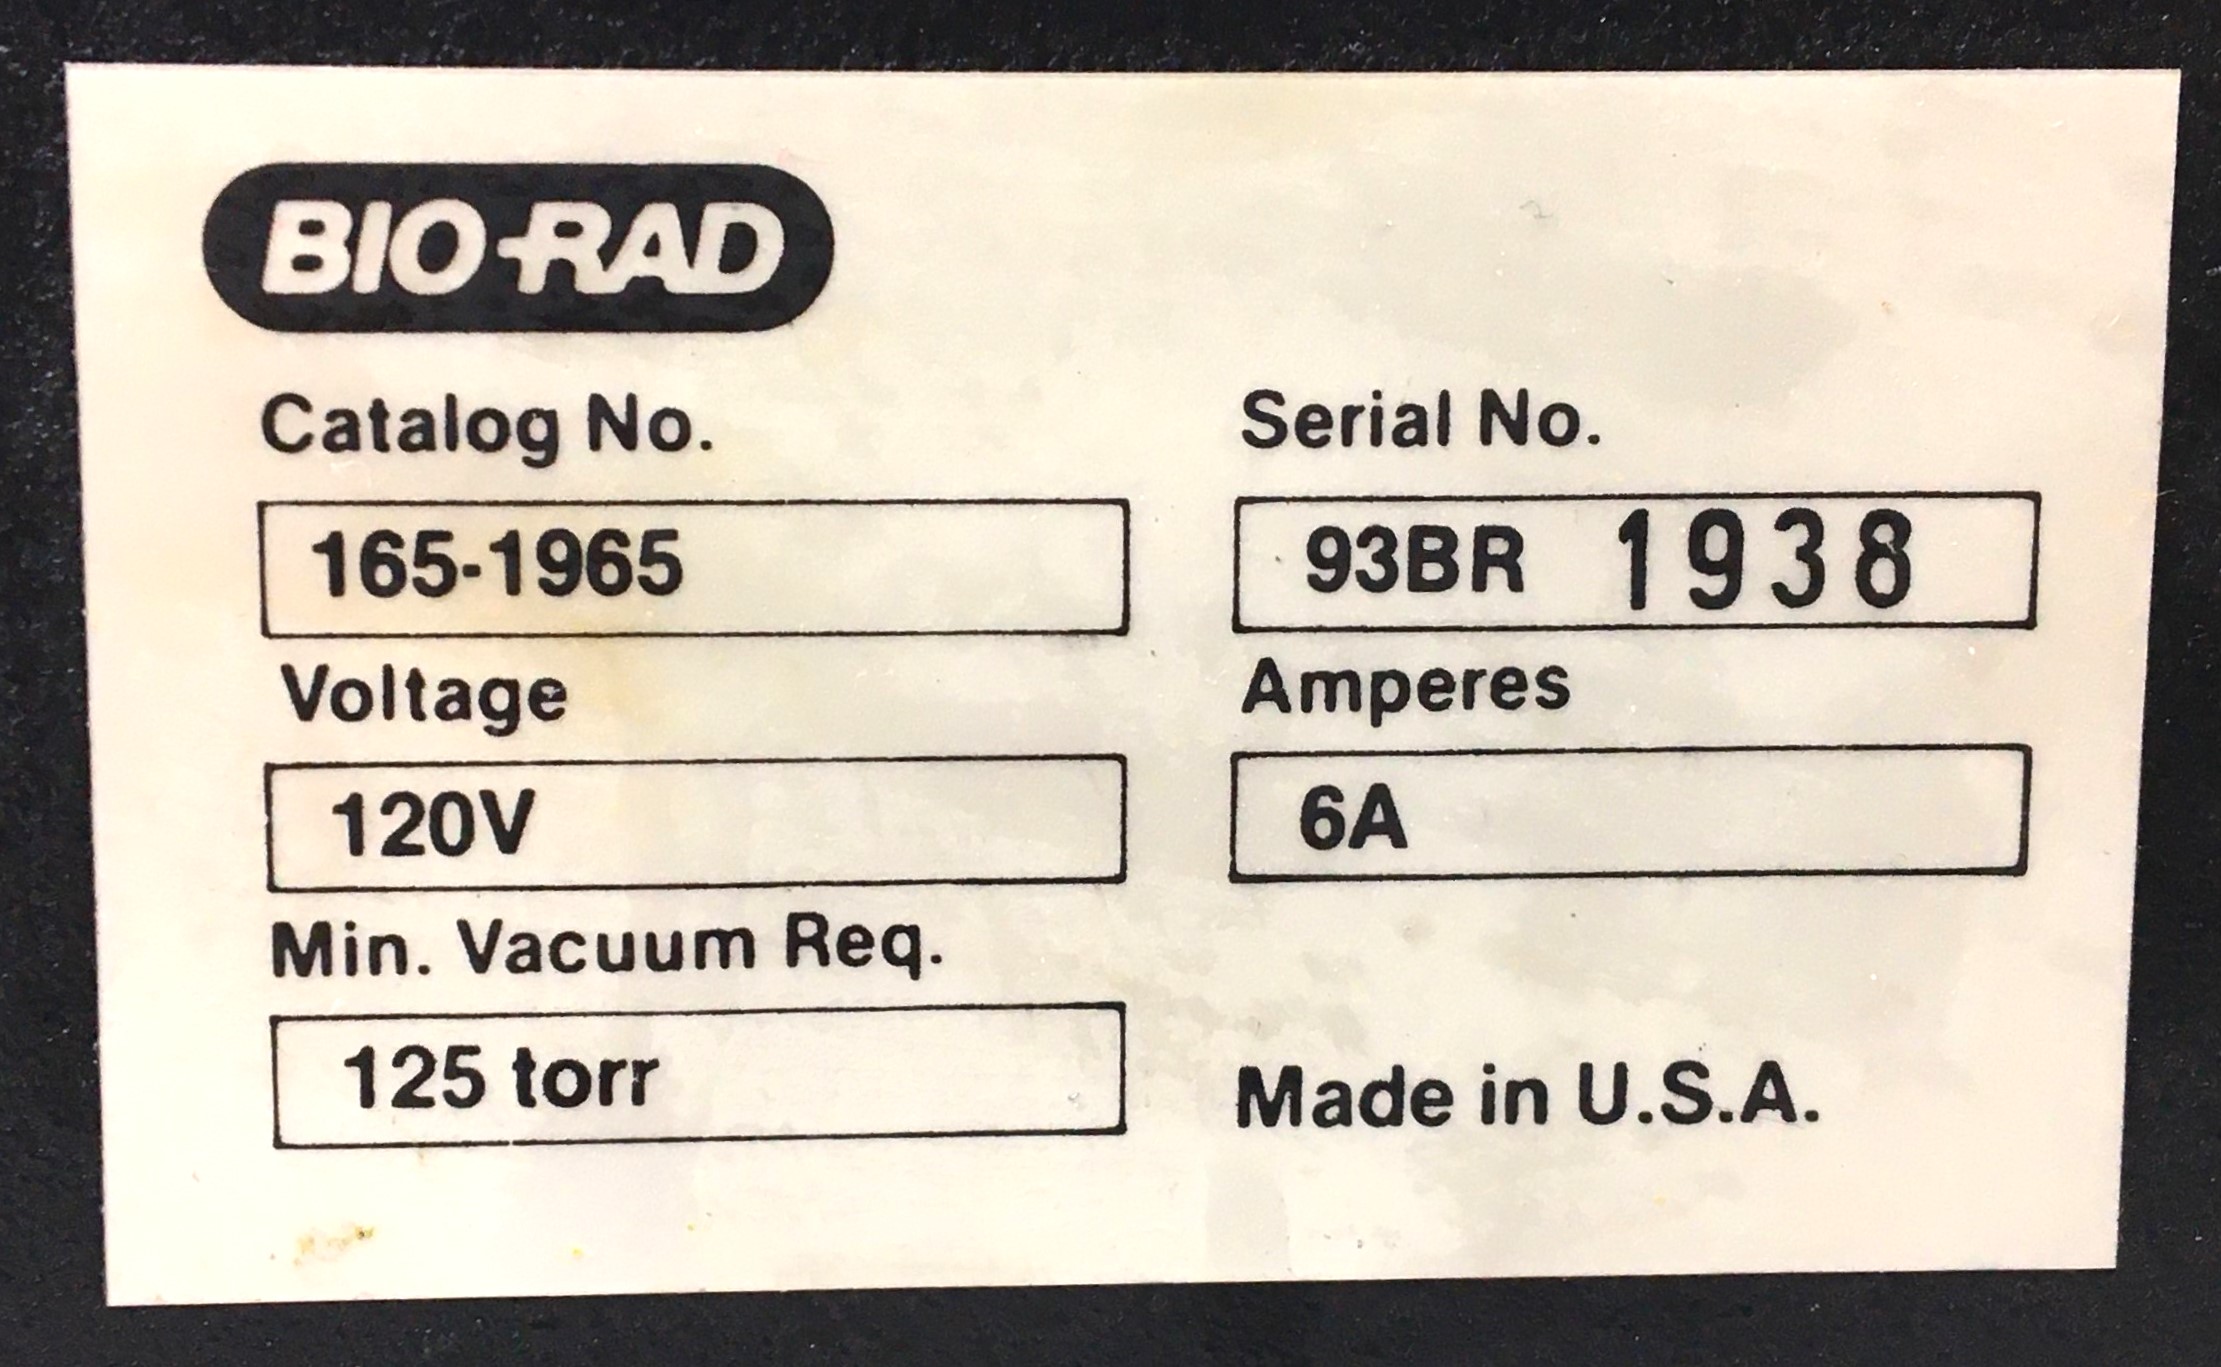 BIO-RAD
Catalog No. Serial No.
165-1965 93BR 1938
Voltage Amperes
120V 6A
Min. Vacuum Req.
125 torr Made in U.S.A.